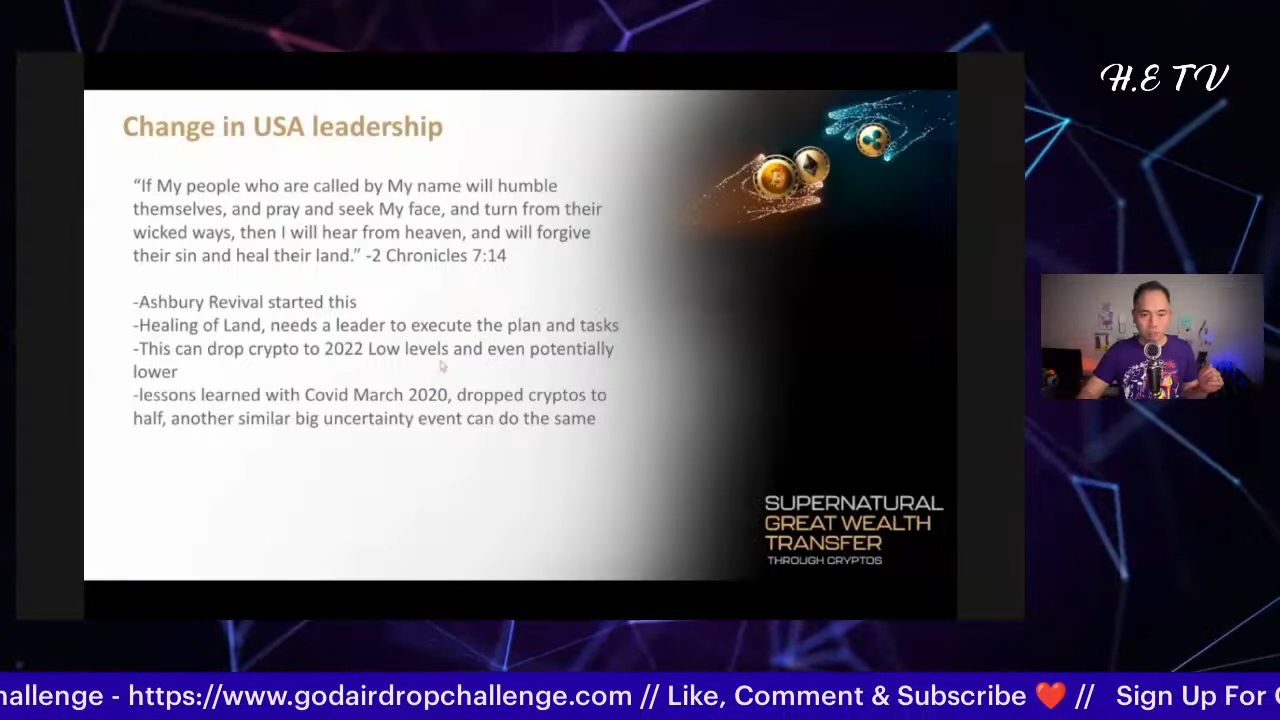 H.E TV
Change in USA leadership
“If My people who are called by My name will humble
themselves, and pray and seek My face, and turn from their
wicked ways, then I will hear from heaven, and will forgive
their sin and heal their land.” -2 Chronicles 7:14
-Ashbury Revival started this
-Healing of Land, needs a leader to execute the plan and tasks
-This can drop crypto to 2022 Low levels and even potentially
lower
-lessons learned with Covid March 2020, dropped cryptos to
half, another similar big uncertainty event can do the same
SUPERNATURAL
GREAT WEALTH
TRANSFER
THROUGH CRYPTOS
hallenge - https://www.godairdropchallenge.com // Like, Comment & Subscribe ❤️ // Sign Up For